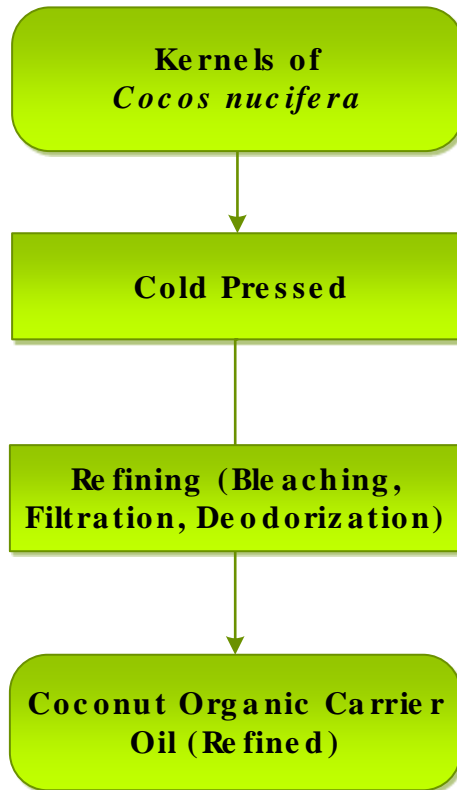 Kernels of
Cocos nucifera
Cold Pressed
Refining (Bleaching,
Filtration, Deodorization)
Coconut Organic Carrier
Oil (Refined)